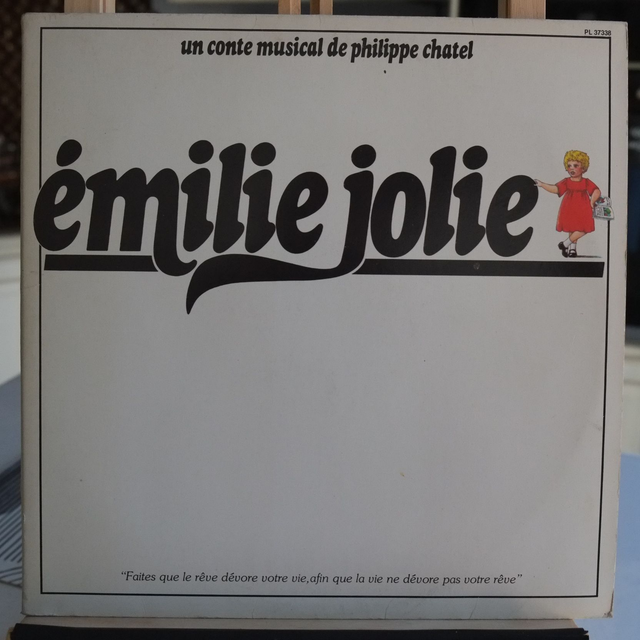 PL 37338
un conte musical de philippe chatel
émilie jolie
“Faites que le rêve dévore votre vie,afin que la vie ne dévore pas votre rêve”